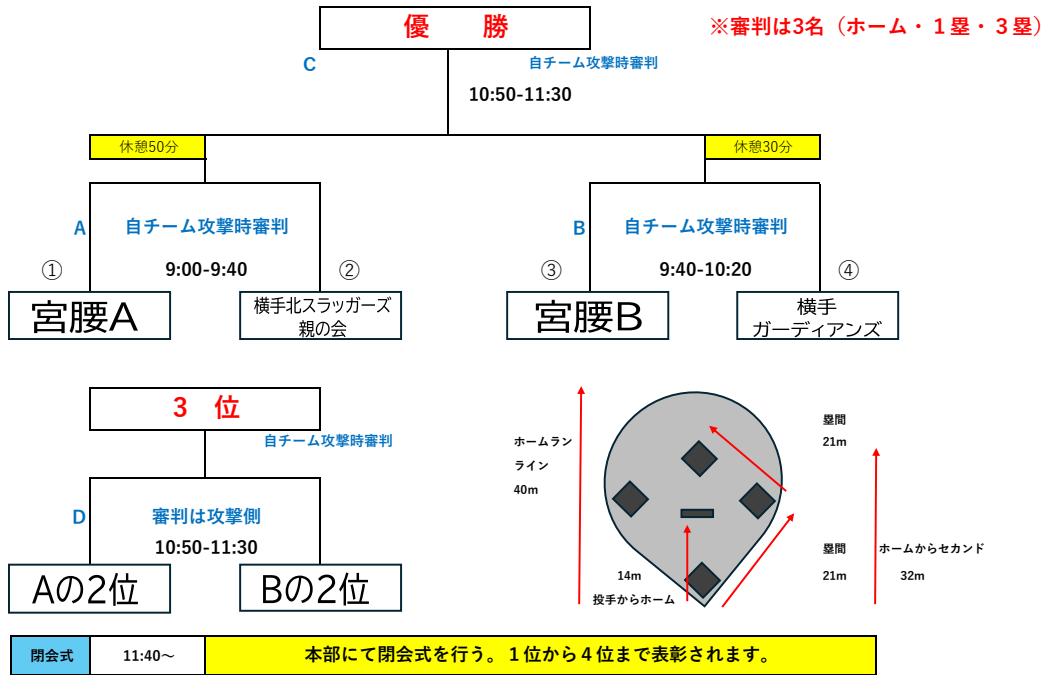 優　勝
※審判は3名（ホーム・１塁・３塁）
C
自チーム攻撃時審判
10:50-11:30
休憩50分
休憩30分
A
自チーム攻撃時審判
B
自チーム攻撃時審判
①
9:00-9:40
②
③
9:40-10:20
④
宮腰A
横手北スラッガーズ
親の会
宮腰B
横手
ガーディアンズ
３　位
自チーム攻撃時審判
D
審判は攻撃側
10:50-11:30
Aの2位
Bの2位
ホームラン
ライン
40m
塁間
21m
塁間
21m
ホームからセカンド
32m
14m
投手からホーム
閉会式
11:40～
本部にて閉会式を行う。１位から４位まで表彰されます。